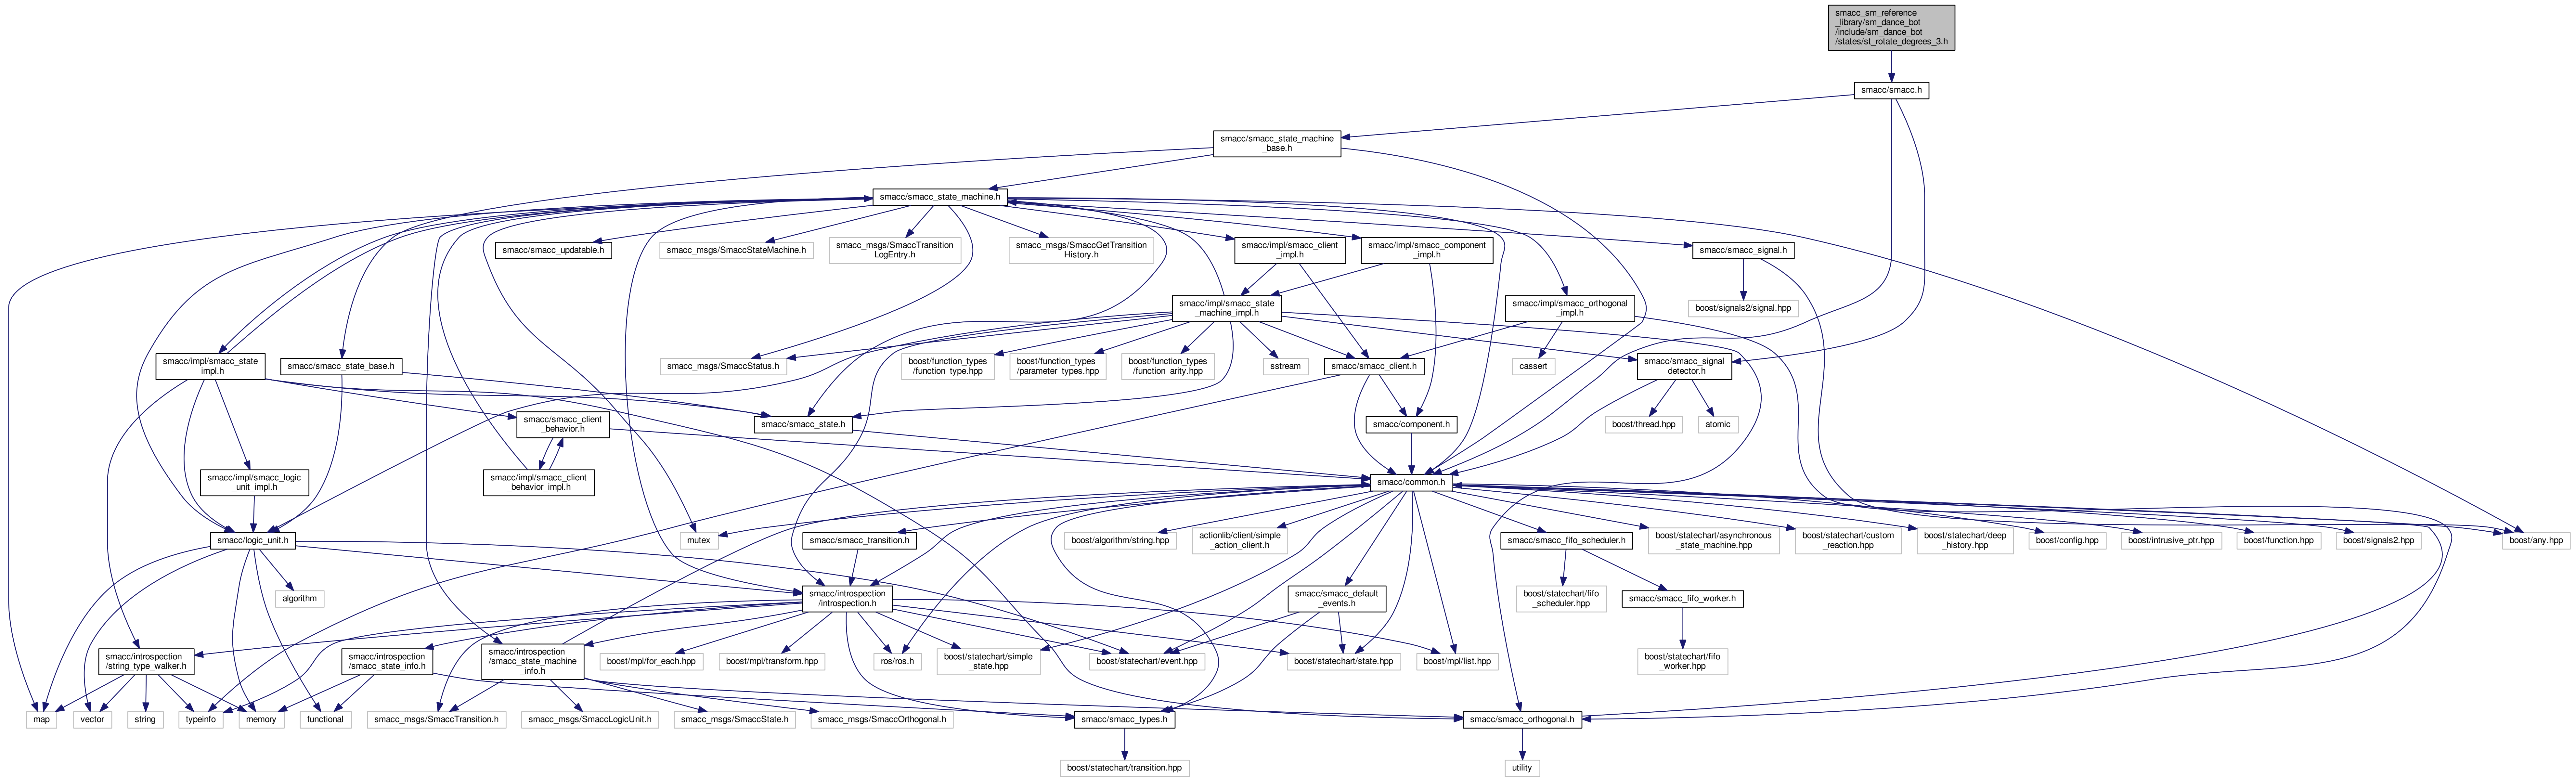 smacc_sm_reference
_library/sm_dance_bot
/include/sm_dance_bot
/states/st_rotate_degrees_3.h
smacc/smacc.h
smacc/smacc_state_machine
_base.h
smacc/smacc_state_machine.h
smacc/smacc_updatable.h
smacc_msgs/SmaccStateMachine.h
smacc_msgs/SmaccTransition
LogEntry.h
smacc_msgs/SmaccGetTransition
History.h
smacc/impl/smacc_client
_impl.h
smacc/impl/smacc_component
_impl.h
smacc/smacc_signal.h
smacc/impl/smacc_state
_machine_impl.h
smacc/impl/smacc_orthogonal
_impl.h
boost/signals2/signal.hpp
smacc/impl/smacc_state
_impl.h
smacc/smacc_state_base.h
smacc_msgs/SmaccStatus.h
boost/function_types
/function_type.hpp
boost/function_types
/parameter_types.hpp
boost/function_types
/function_arity.hpp
sstream
smacc/smacc_client.h
cassert
smacc/smacc_signal
_detector.h
smacc/smacc_client
_behavior.h
smacc/smacc_state.h
smacc/component.h
boost/thread.hpp
atomic
smacc/impl/smacc_logic
_unit_impl.h
smacc/impl/smacc_client
_behavior_impl.h
smacc/common.h
smacc/logic_unit.h
mutex
smacc/smacc_transition.h
boost/algorithm/string.hpp
actionlib/client/simple
_action_client.h
smacc/smacc_fifo_scheduler.h
boost/statechart/asynchronous
_state_machine.hpp
boost/statechart/custom
_reaction.hpp
boost/statechart/deep
_history.hpp
boost/config.hpp
boost/intrusive_ptr.hpp
boost/function.hpp
boost/signals2.hpp
boost/any.hpp
algorithm
smacc/introspection
/introspection.h
smacc/smacc_default
_events.h
boost/statechart/fifo
_scheduler.hpp
smacc/smacc_fifo_worker.h
smacc/introspection
/string_type_walker.h
smacc/introspection
/smacc_state_info.h
smacc/introspection
/smacc_state_machine
_info.h
boost/mpl/for_each.hpp
boost/mpl/transform.hpp
ros/ros.h
boost/statechart/simple
_state.hpp
boost/statechart/event.hpp
boost/statechart/state.hpp
boost/mpl/list.hpp
boost/statechart/fifo
_worker.hpp
map
vector
string
typeinfo
memory
functional
smacc_msgs/SmaccTransition.h
smacc_msgs/SmaccLogicUnit.h
smacc_msgs/SmaccState.h
smacc_msgs/SmaccOrthogonal.h
smacc/smacc_types.h
smacc/smacc_orthogonal.h
boost/statechart/transition.hpp
utility